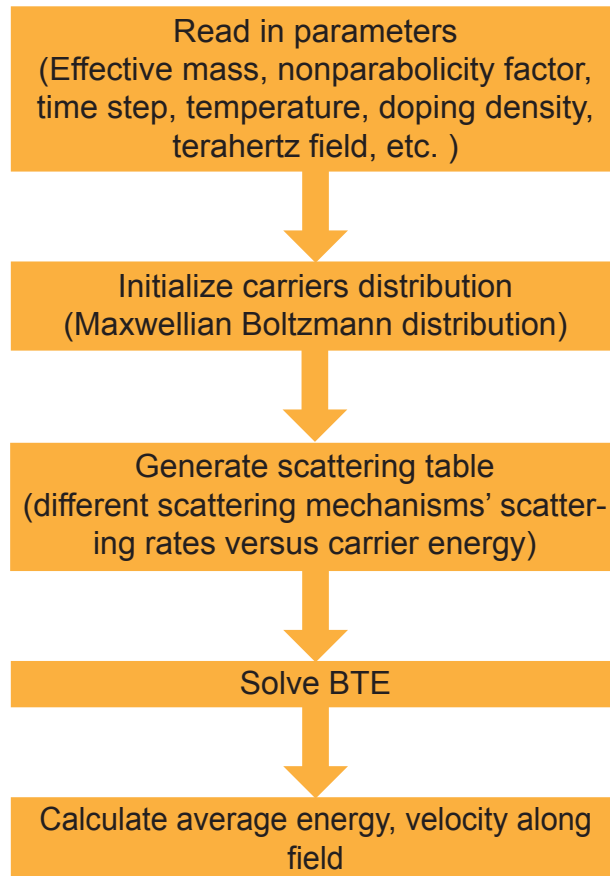 Read in parameters
(Effective mass, nonparabolicity factor,
time step, temperature, doping density,
terahertz field, etc. )
Initialize carriers distribution
(Maxwellian Boltzmann distribution)
Generate scattering table
(different scattering mechanisms’ scatter-
ing rates versus carrier energy)
Solve BTE
Calculate average energy, velocity along
field